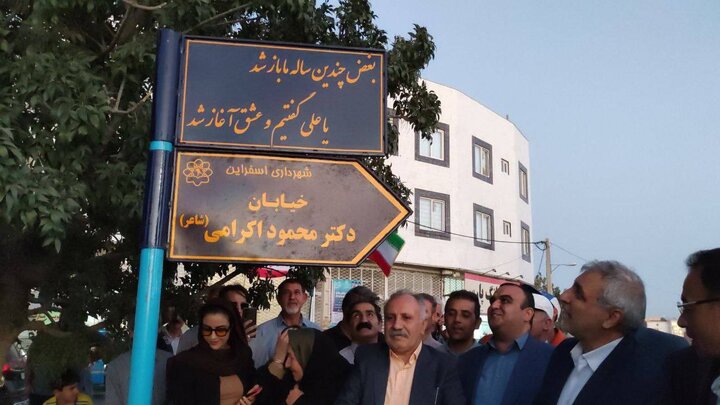 بغض چندین ساله ما باز شد
یا علی گفتیم و عشق آغاز شد
شهرداری اسفراین
خیابان
دکتر محمود اکرامی (شاعر)